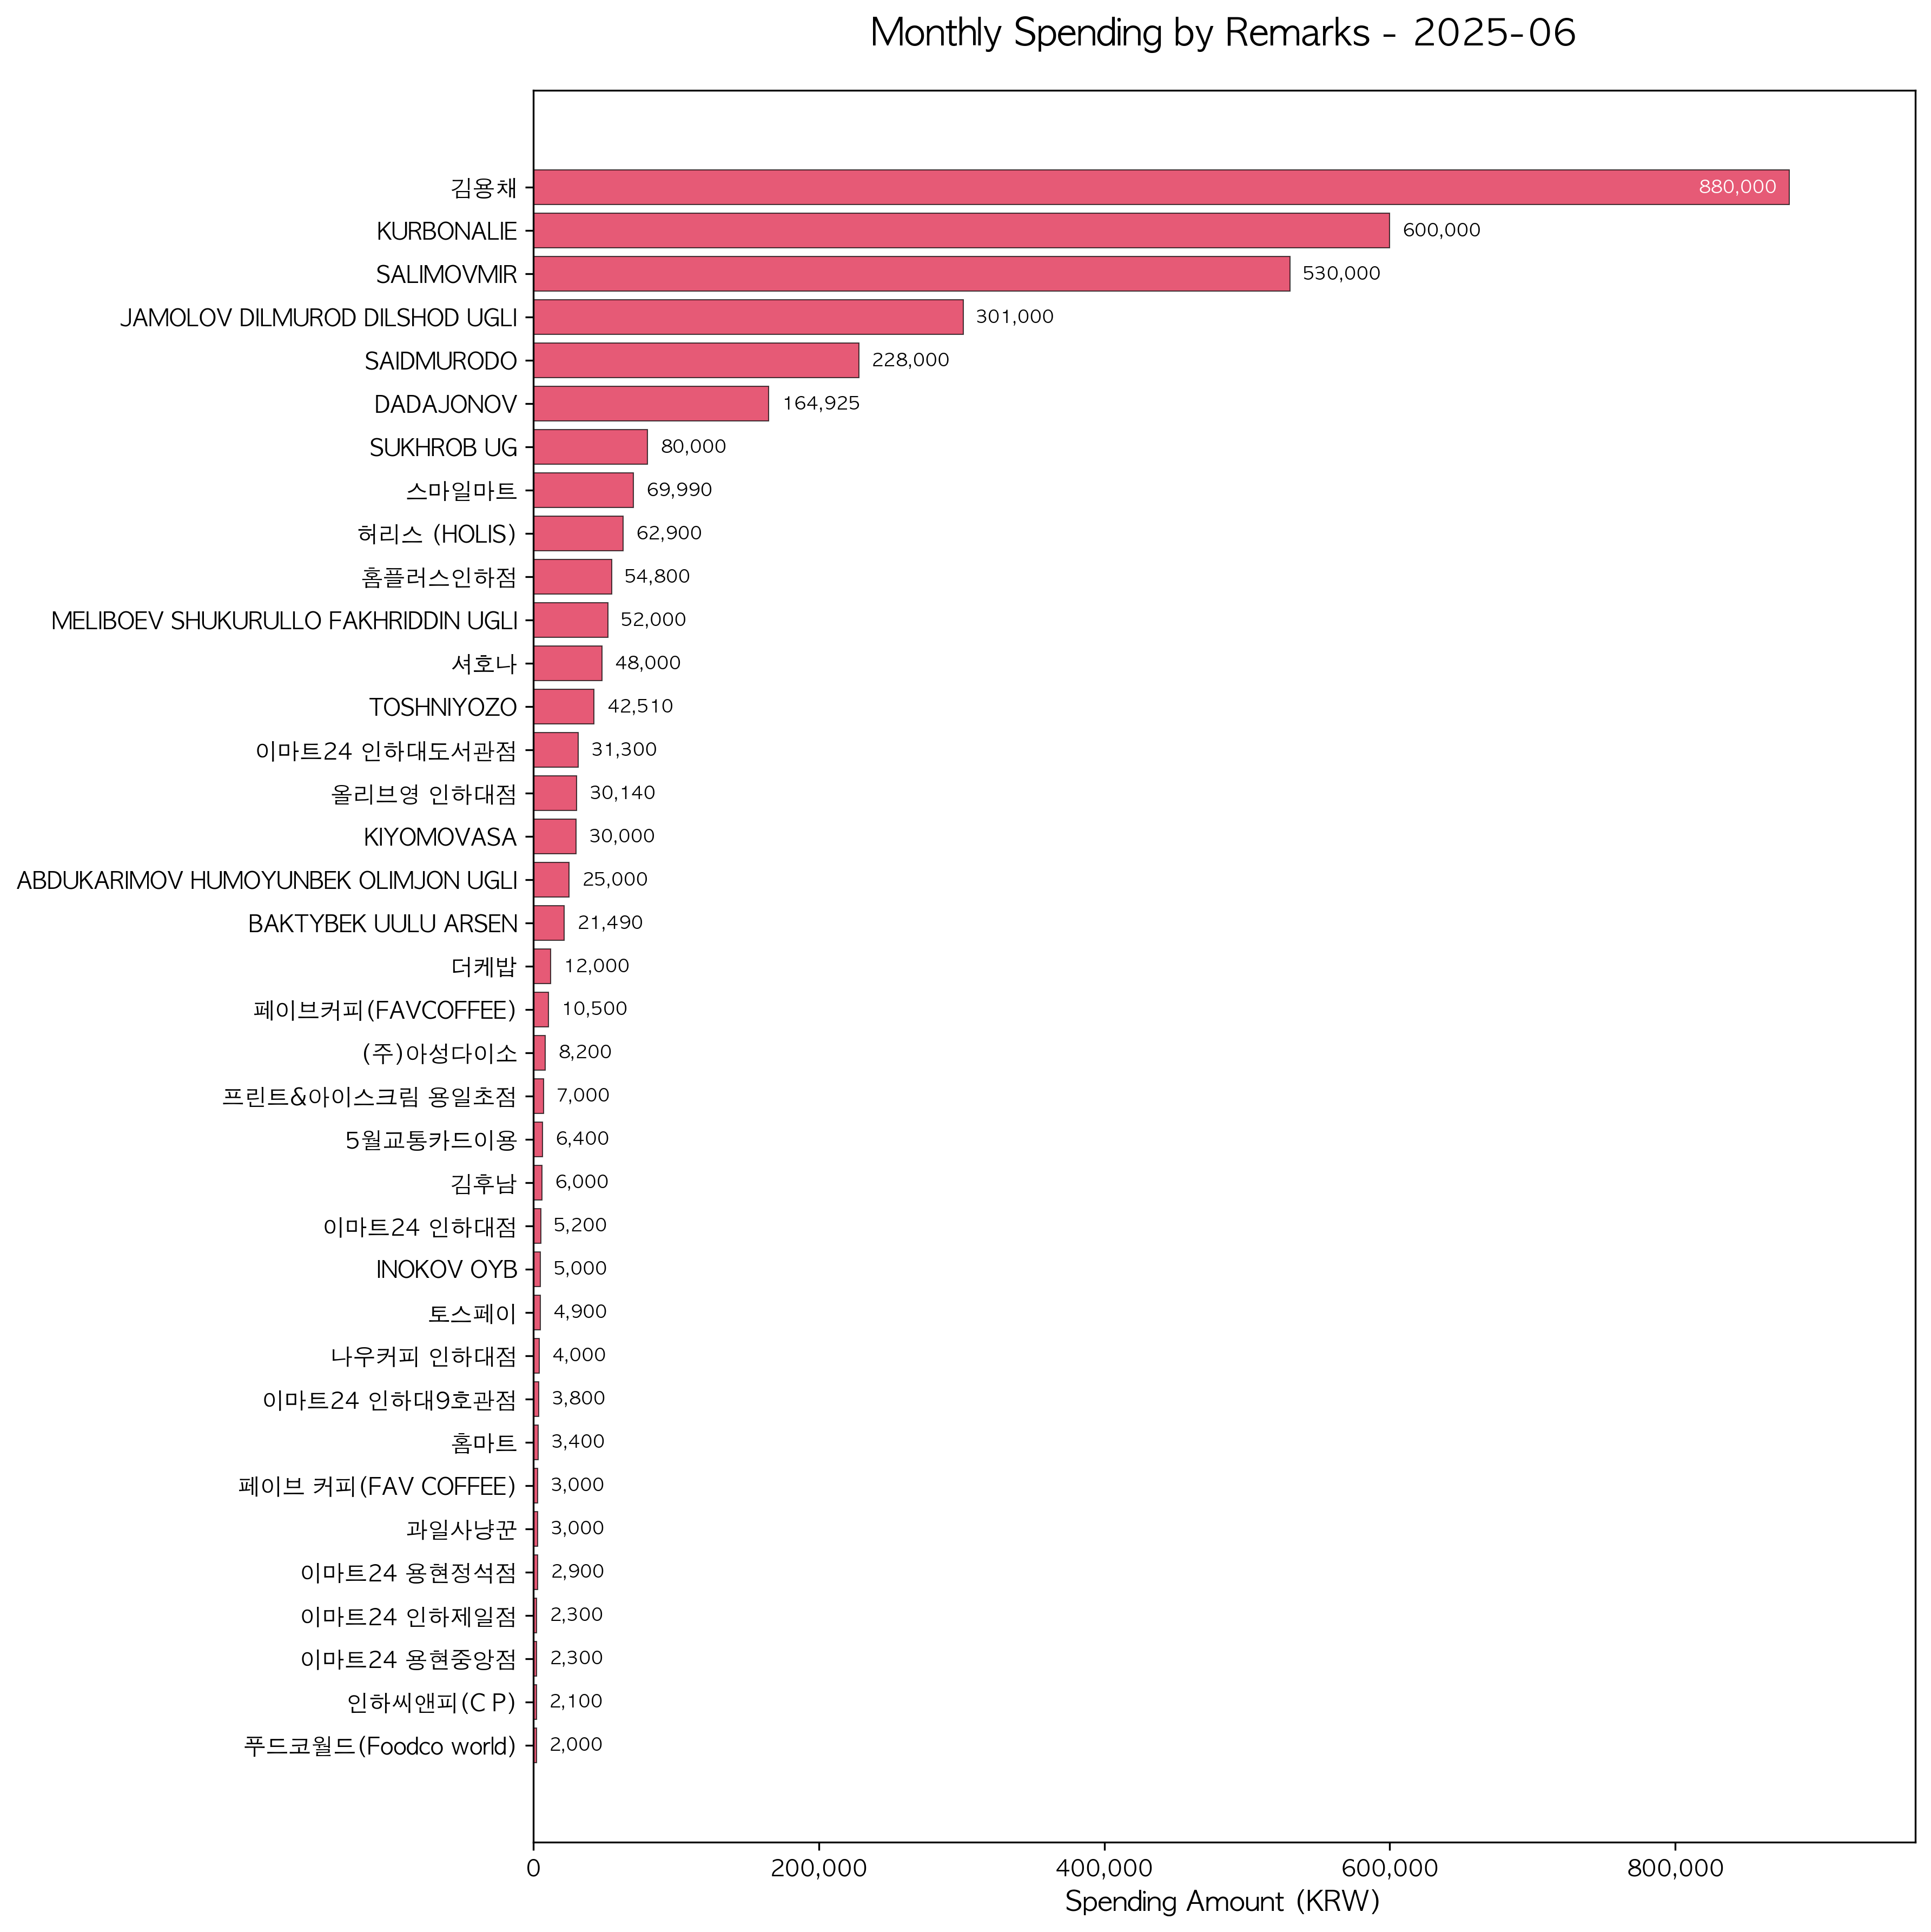 Monthly Spending by Remarks - 2025-06
김용채 880,000
KURBONALIE 600,000
SALIMOVMIR 530,000
JAMOLOV DILMUROD DILSHOD UGLI 301,000
SAIDMURODO 228,000
DADAJONOV 164,925
SUKHROB UG 80,000
스마일마트 69,990
허리스 (HOLIS) 62,900
홈플러스인하점 54,800
MELIBOEV SHUKURULLO FAKHRIDDIN UGLI 52,000
셔호나 48,000
TOSHNIYOZO 42,510
이마트24 인하대도서관점 31,300
올리브영 인하대점 30,140
KIYOMOVASA 30,000
ABDUKARIMOV HUMOYUNBEK OLIMJON UGLI 25,000
BAKTYBEK UULU ARSEN 21,490
더케밥 12,000
페이브커피(FAVCOFFEE) 10,500
(주)아성다이소 8,200
프린트&아이스크림 용일초점 7,000
5월교통카드이용 6,400
김후남 6,000
이마트24 인하대점 5,200
INOKOV OYB 5,000
토스페이 4,900
나우커피 인하대점 4,000
이마트24 인하대9호관점 3,800
홈마트 3,400
페이브 커피(FAV COFFEE) 3,000
과일사냥꾼 3,000
이마트24 용현정석점 2,900
이마트24 인하제일점 2,300
이마트24 용현중앙점 2,300
인하씨앤피(C P) 2,100
푸드코월드(Foodco world) 2,000
0 200,000 400,000 600,000 800,000
Spending Amount (KRW)